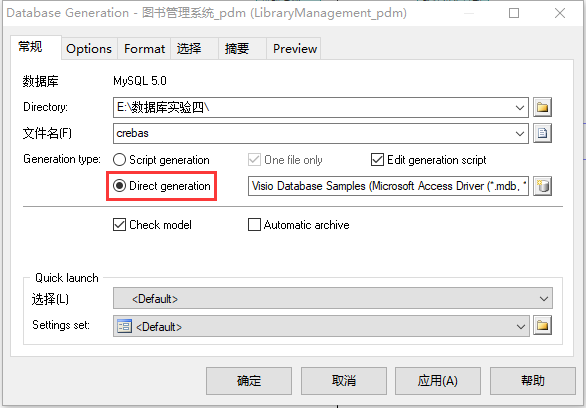 Database Generation - 图书管理系统_pdm (LibraryManagement_pdm)
常规 Options Format 选择 摘要 Preview
数据库 MySQL 5.0
Directory: E:\数据库实验四\
文件名(F) crebas
Generation type: Script generation One file only Edit generation script
Direct generation Visio Database Samples (Microsoft Access Driver (*.mdb, *
Check model Automatic archive
Quick launch
选择(L) <Default>
Settings set: <Default>
确定 取消 应用(A) 帮助